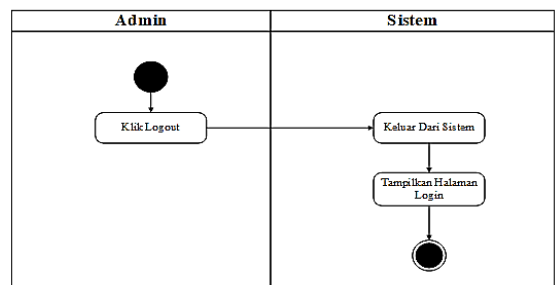 Admin
Sistem
Klik Logout
Keluar Dari Sistem
Tampilkan Halaman
Login